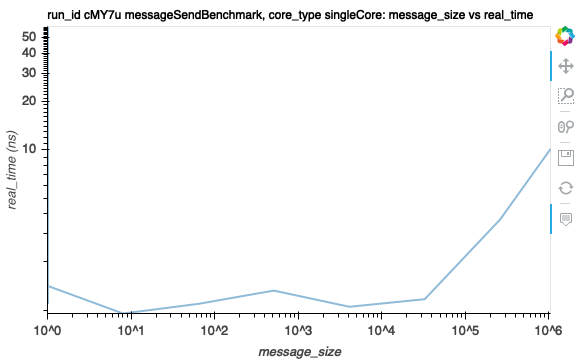 run_id cMY7u messageSendBenchmark, core_type singleCore: message_size vs real_time
50
40
30
20
10
real_time (ns)
10^0 10^1 10^2 10^3 10^4 10^5 10^6
message_size